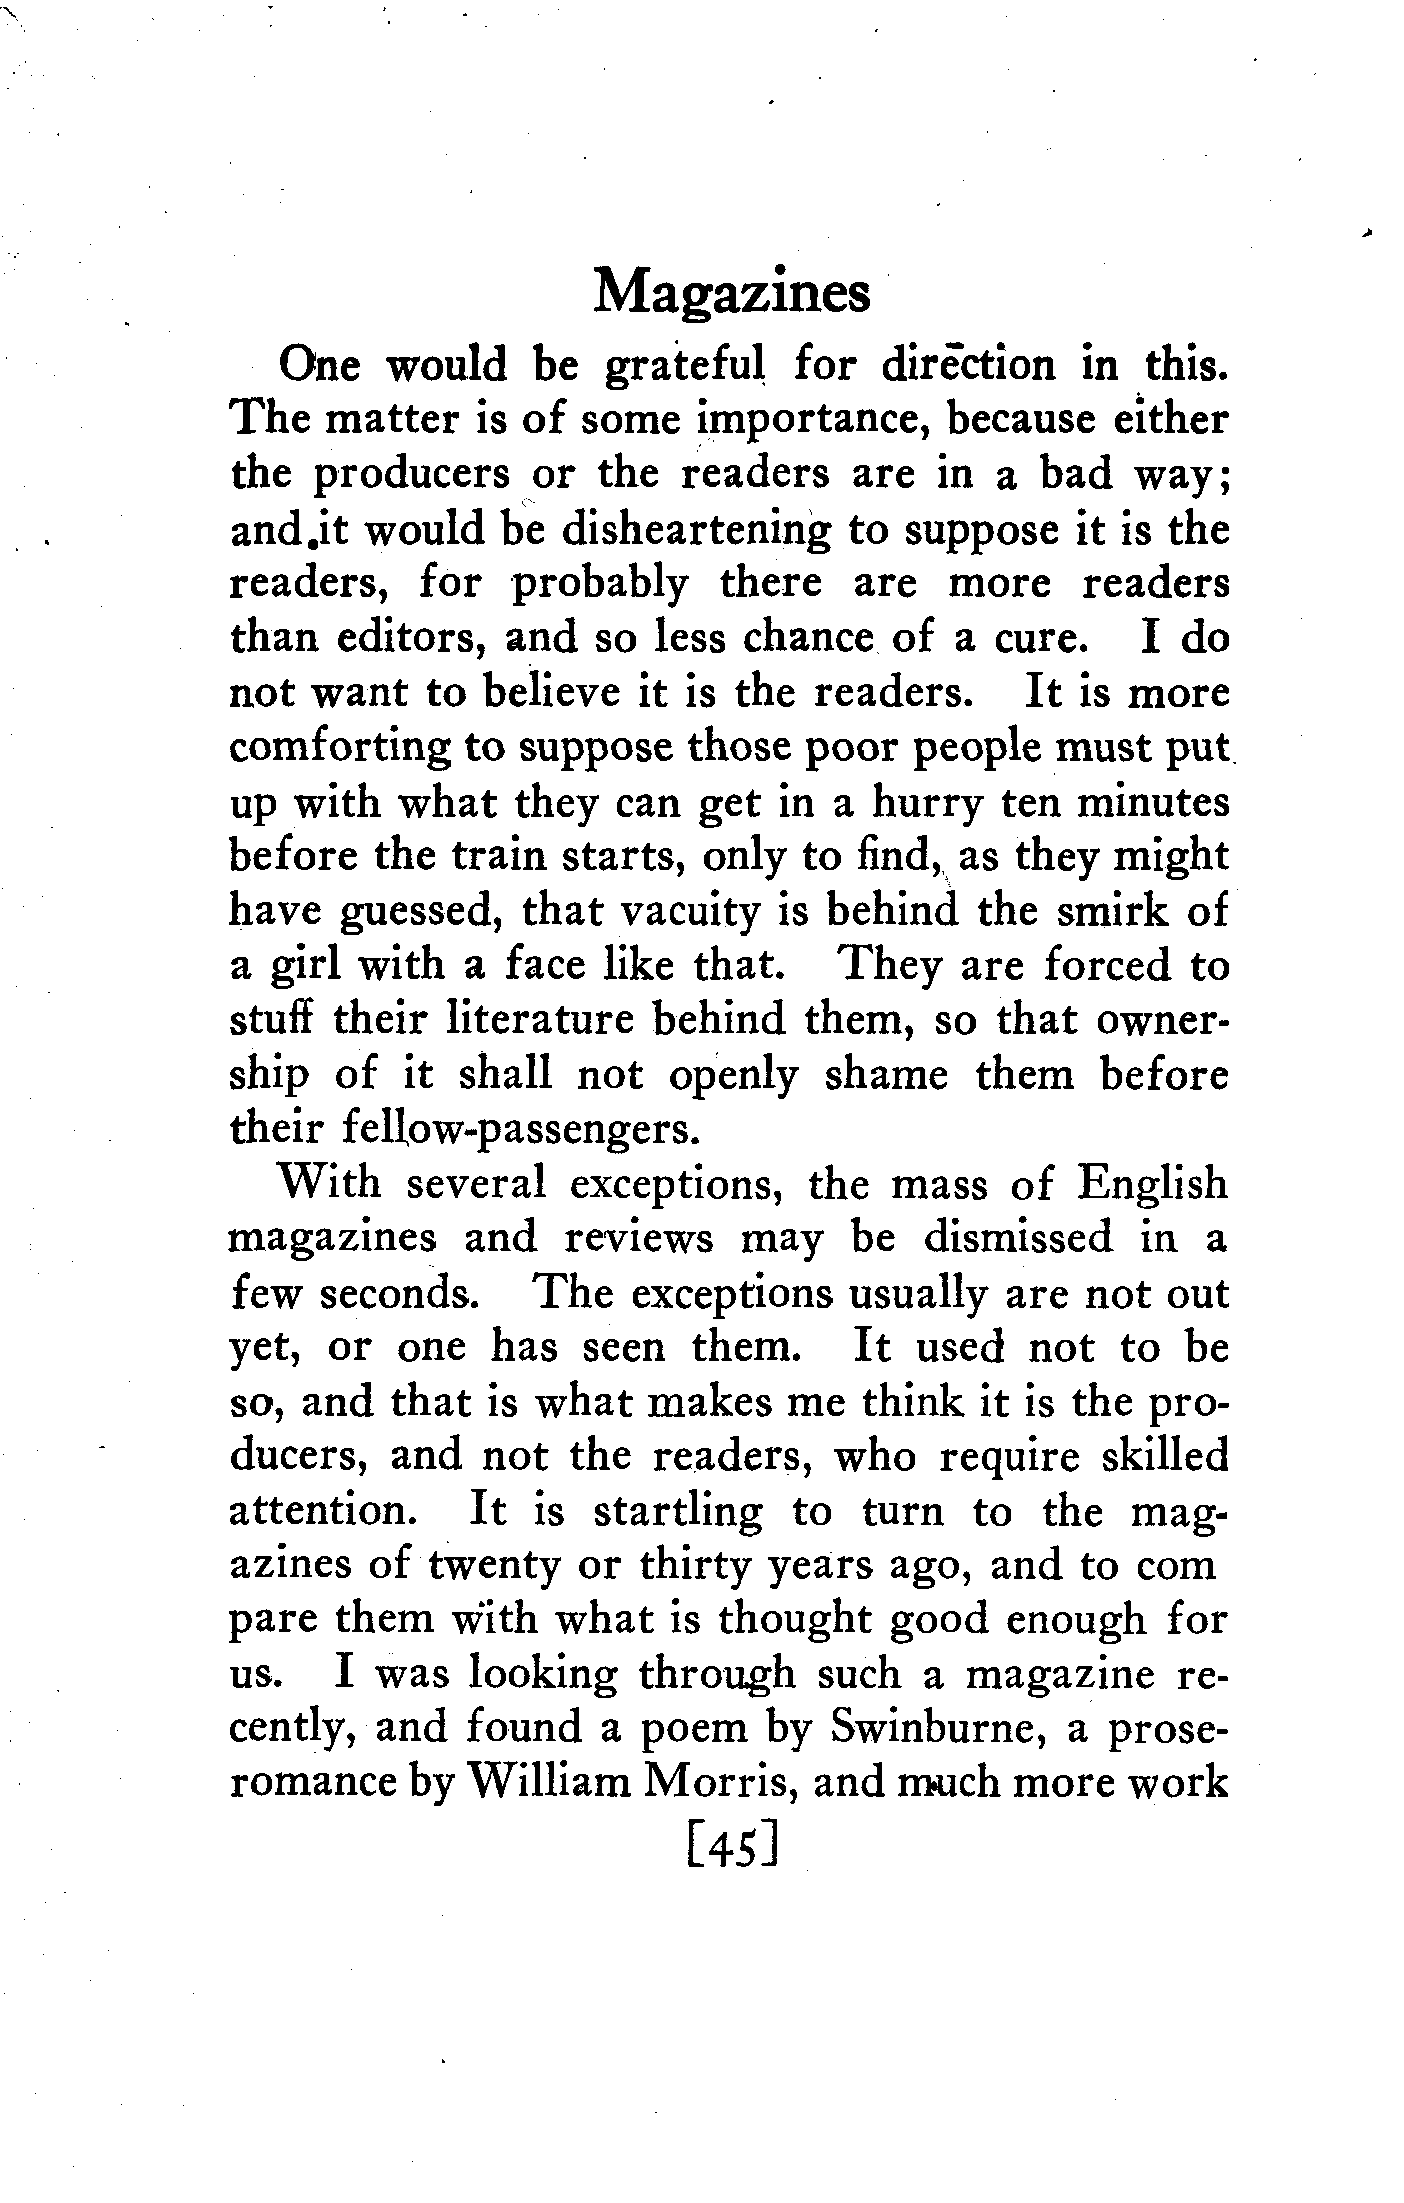 Magazines
One would be grateful for direction in this.
The matter is of some importance, because either
the producers or the readers are in a bad way;
and it would be disheartening to suppose it is the
readers, for probably there are more readers
than editors, and so less chance of a cure. I do
not want to believe it is the readers. It is more
comforting to suppose those poor people must put
up with what they can get in a hurry ten minutes
before the train starts, only to find, as they might
have guessed, that vacuity is behind the smirk of
a girl with a face like that. They are forced to
stuff their literature behind them, so that owner-
ship of it shall not openly shame them before
their fellow-passengers.
With several exceptions, the mass of English
magazines and reviews may be dismissed in a
few seconds. The exceptions usually are not out
yet, or one has seen them. It used not to be
so, and that is what makes me think it is the pro-
ducers, and not the readers, who require skilled
attention. It is startling to turn to the mag-
azines of twenty or thirty years ago, and to com
pare them with what is thought good enough for
us. I was looking through such a magazine re-
cently, and found a poem by Swinburne, a prose-
romance by William Morris, and much more work
[45]